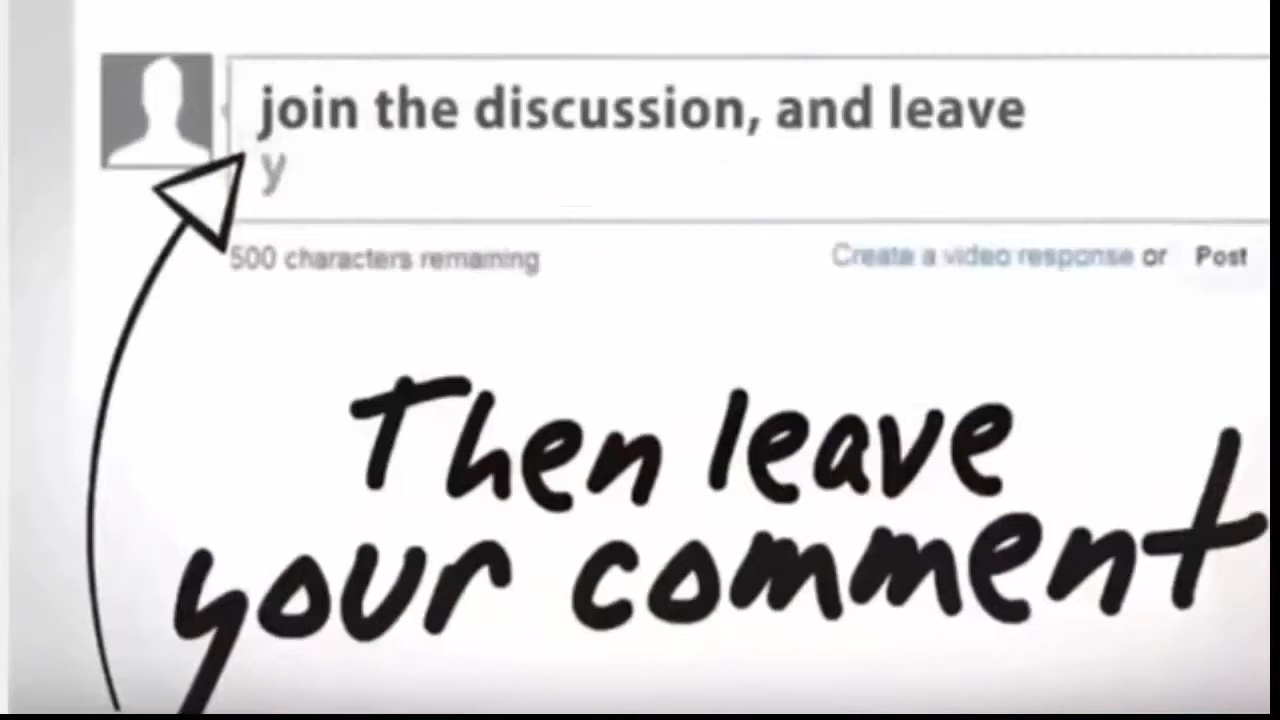 join the discussion, and leave
y
500 characters remaining
Create a video response or Post
Then leave
your comment